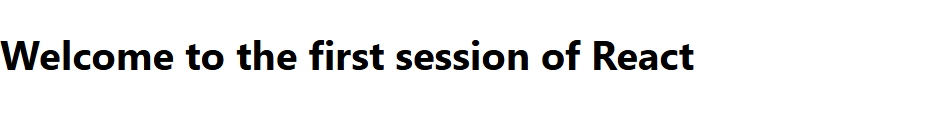 Welcome to the first session of React